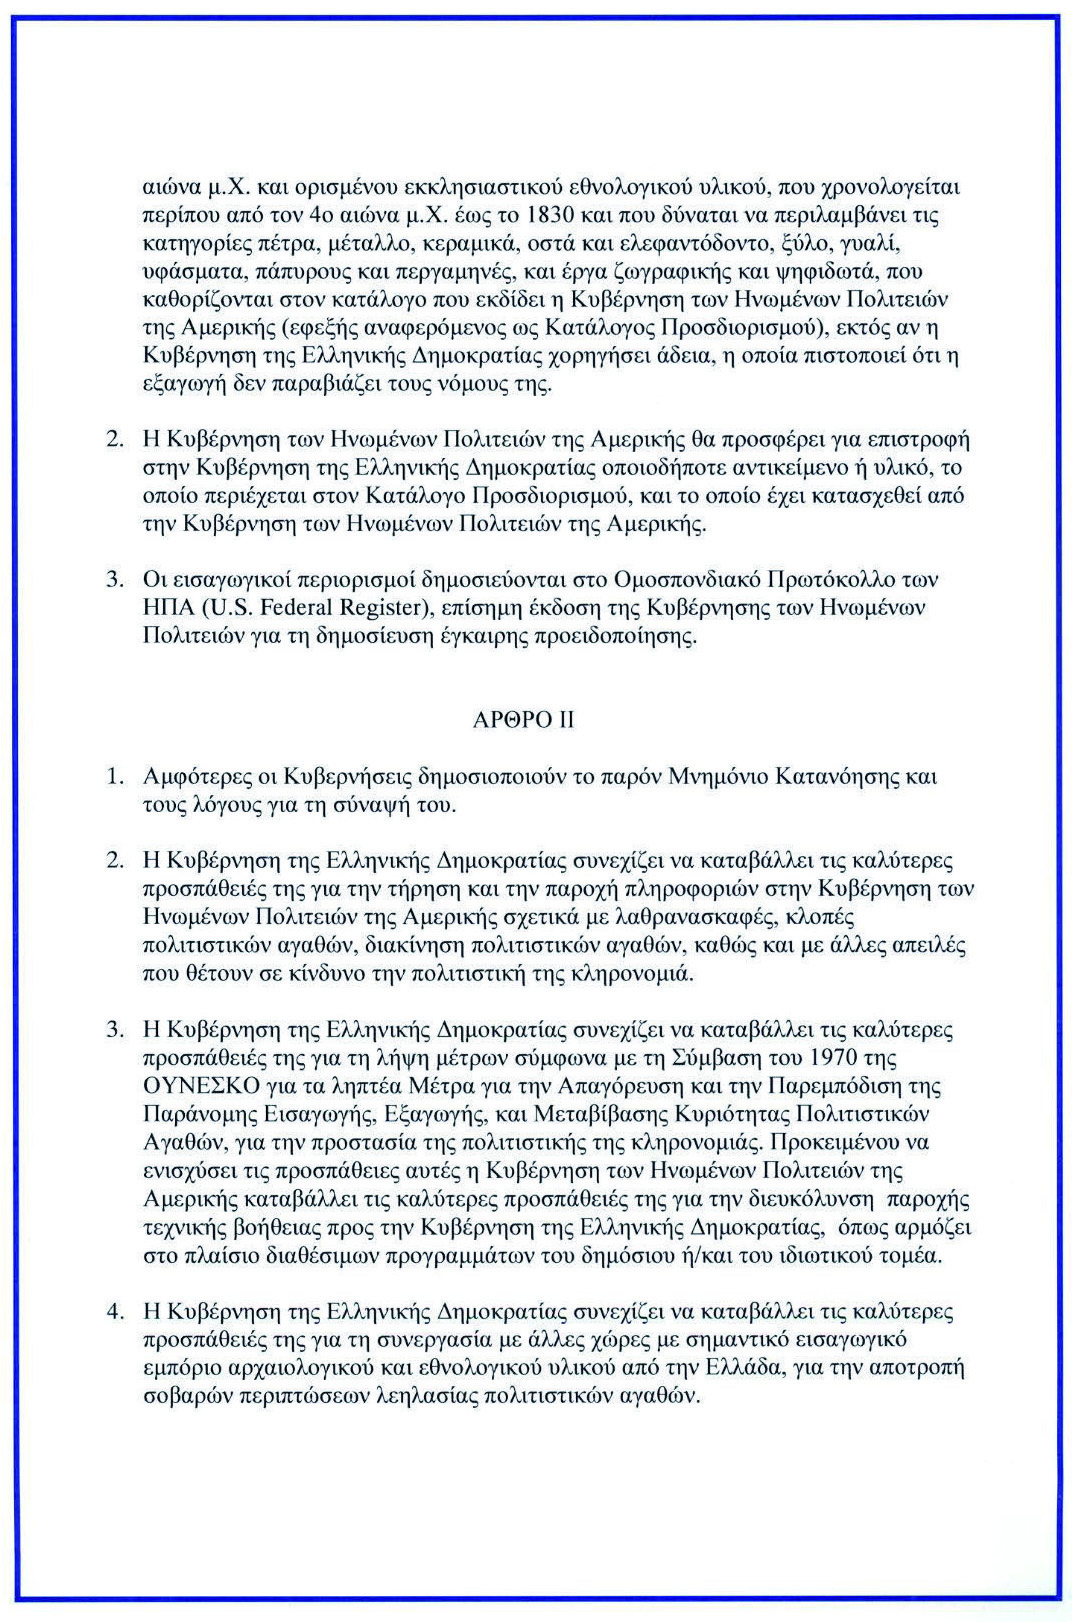 αιώνα μ.Χ. και ορισμένου εκκλησιαστικού εθνολογικού υλικού, που χρονολογείται
περίπου από τον 4ο αιώνα μ.Χ. έως το 1830 και που δύναται να περιλαμβάνει τις
κατηγορίες πέτρα, μέταλλο, κεραμικά, οστά και ελεφαντόδοντο, ξύλο, γυαλί,
υφάσματα, πάπυρους και περγαμηνές, και έργα ζωγραφικής και ψηφιδωτά, που
καθορίζονται στον κατάλογο που εκδίδει η Κυβέρνηση των Ηνωμένων Πολιτειών
της Αμερικής (εφεξής αναφερόμενος ως Κατάλογος Προσδιορισμού), εκτός αν η
Κυβέρνηση της Ελληνικής Δημοκρατίας χορηγήσει άδεια, η οποία πιστοποιεί ότι η
εξαγωγή δεν παραβιάζει τους νόμους της.
2. Η Κυβέρνηση των Ηνωμένων Πολιτειών της Αμερικής θα προσφέρει για επιστροφή
στην Κυβέρνηση της Ελληνικής Δημοκρατίας οποιοδήποτε αντικείμενο ή υλικό, το
οποίο περιέχεται στον Κατάλογο Προσδιορισμού, και το οποίο έχει κατασχεθεί από
την Κυβέρνηση των Ηνωμένων Πολιτειών της Αμερικής.
3. Οι εισαγωγικοί περιορισμοί δημοσιεύονται στο Ομοσπονδιακό Πρωτόκολλο των
ΗΠΑ (U.S. Federal Register), επίσημη έκδοση της Κυβέρνησης των Ηνωμένων
Πολιτειών για τη δημοσίευση έγκαιρης προειδοποίησης.
ΑΡΘΡΟ ΙΙ
1. Αμφότερες οι Κυβερνήσεις δημοσιοποιούν το παρόν Μνημόνιο Κατανόησης και
τους λόγους για τη σύναψή του.
2. Η Κυβέρνηση της Ελληνικής Δημοκρατίας συνεχίζει να καταβάλλει τις καλύτερες
προσπάθειές της για την τήρηση και την παροχή πληροφοριών στην Κυβέρνηση των
Ηνωμένων Πολιτειών της Αμερικής σχετικά με λαθρανασκαφές, κλοπές
πολιτιστικών αγαθών, διακίνηση πολιτιστικών αγαθών, καθώς και με άλλες απειλές
που θέτουν σε κίνδυνο την πολιτιστική της κληρονομιά.
3. Η Κυβέρνηση της Ελληνικής Δημοκρατίας συνεχίζει να καταβάλλει τις καλύτερες
προσπάθειές της για τη λήψη μέτρων σύμφωνα με τη Σύμβαση του 1970 της
ΟΥΝΕΣΚΟ για τα ληπτέα Μέτρα για την Απαγόρευση και την Παρεμπόδιση της
Παράνομης Εισαγωγής, Εξαγωγής, και Μεταβίβασης Κυριότητας Πολιτιστικών
Αγαθών, για την προστασία της πολιτιστικής της κληρονομιάς. Προκειμένου να
ενισχύσει τις προσπάθειες αυτές η Κυβέρνηση των Ηνωμένων Πολιτειών της
Αμερικής καταβάλλει τις καλύτερες προσπάθειές της για την διευκόλυνση παροχής
τεχνικής βοήθειας προς την Κυβέρνηση της Ελληνικής Δημοκρατίας, όπως αρμόζει
στο πλαίσιο διαθέσιμων προγραμμάτων του δημόσιου ή/και του ιδιωτικού τομέα.
4. Η Κυβέρνηση της Ελληνικής Δημοκρατίας συνεχίζει να καταβάλλει τις καλύτερες
προσπάθειές της για τη συνεργασία με άλλες χώρες με σημαντικό εισαγωγικό
εμπόριο αρχαιολογικού και εθνολογικού υλικού από την Ελλάδα, για την αποτροπή
σοβαρών περιπτώσεων λεηλασίας πολιτιστικών αγαθών.